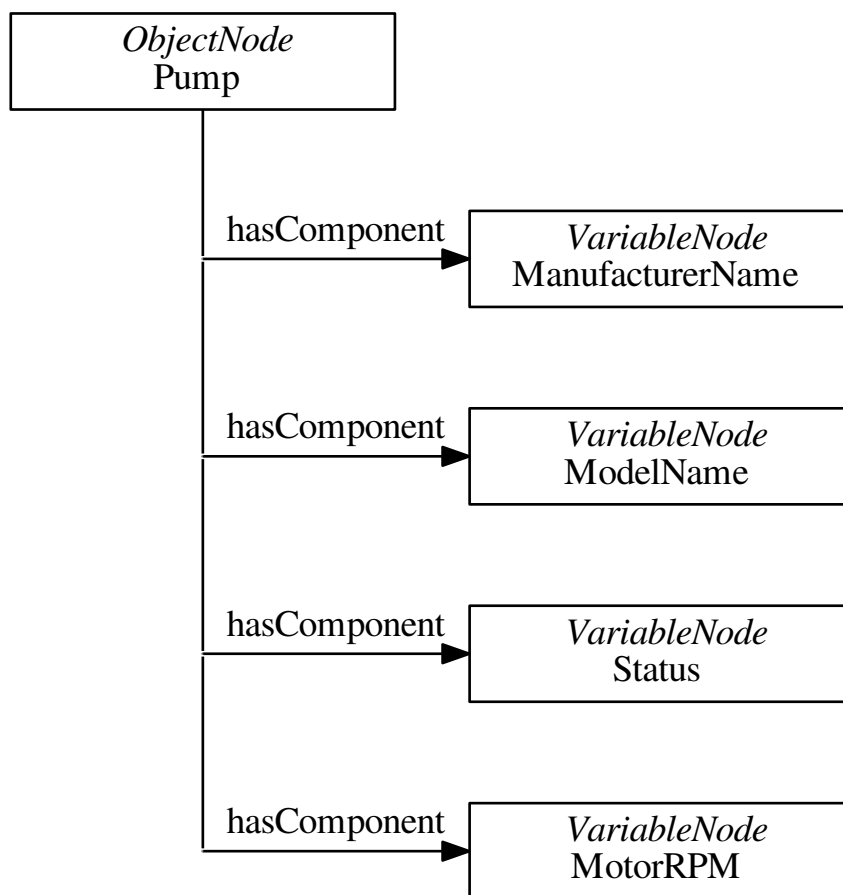 ObjectNode
Pump
hasComponent
VariableNode
ManufacturerName
hasComponent
VariableNode
ModelName
hasComponent
VariableNode
Status
hasComponent
VariableNode
MotorRPM